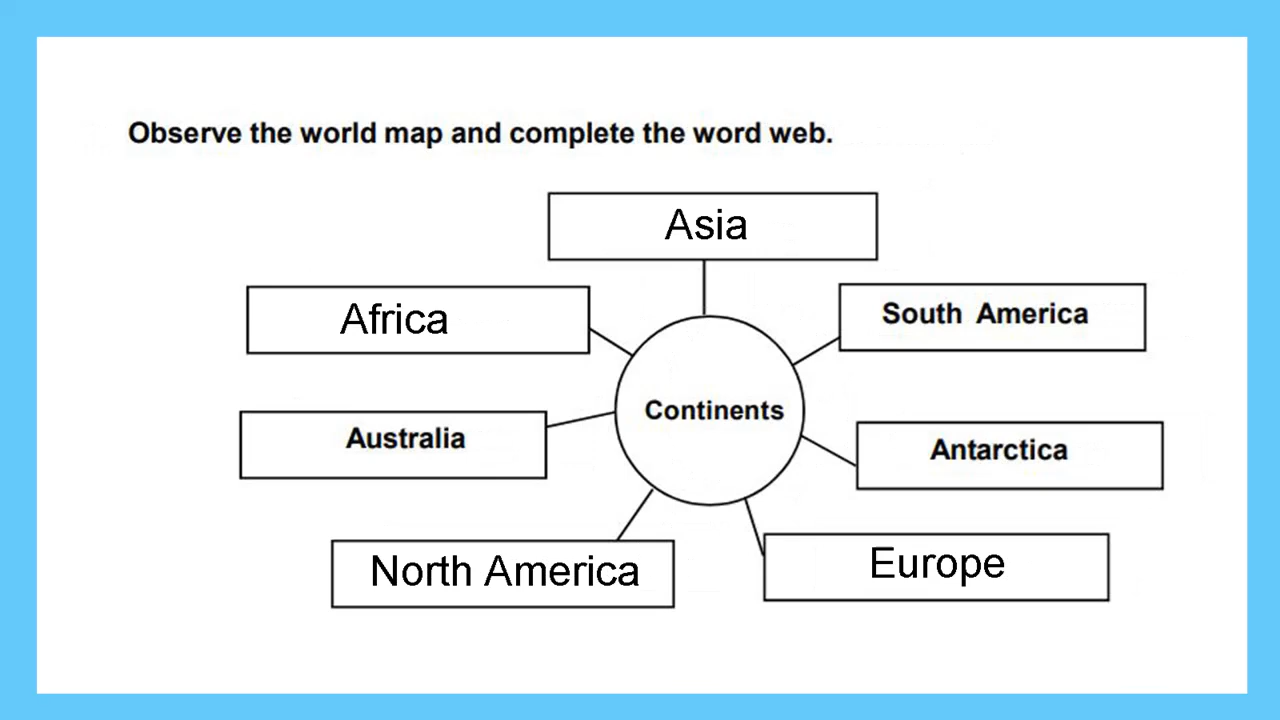 Observe the world map and complete the word web.
Asia
Africa
South America
Continents
Australia
Antarctica
North America
Europe